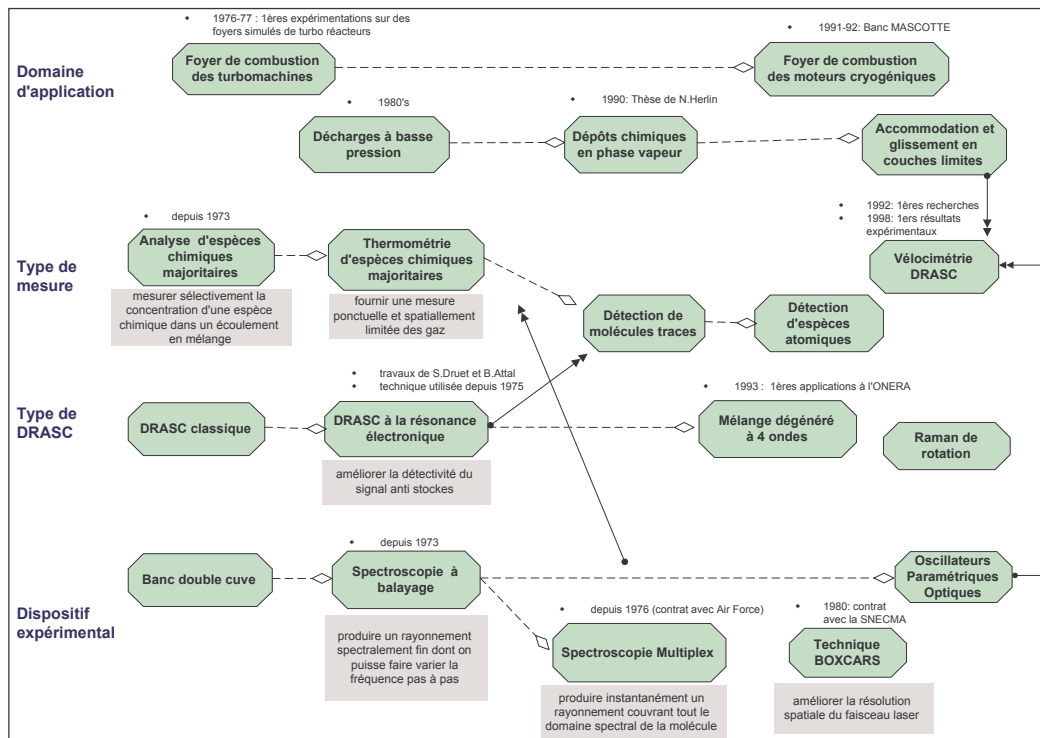 1976-77 : 1ères expérimentations sur des
foyers simulés de turbo réacteurs
1991-92: Banc MASCOTTE
Domaine
d'application
Foyer de combustion
des turbomachines
Foyer de combustion
des moteurs cryogéniques
1980's
1990: Thèse de N.Herlin
Décharges à basse
pression
Dépôts chimiques
en phase vapeur
Accommodation et
glissement en
couches limites
1992: 1ères recherches
1998: 1ers résultats
expérimentaux
depuis 1973
Type de
mesure
Analyse d'espèces
chimiques
majoritaires
Thermométrie
d'espèces chimiques
majoritaires
Vélocimétrie
DRASC
mesurer sélectivement la
concentration d'une espèce
chimique dans un écoulement
en mélange
fournir une mesure
ponctuelle et spatiallement
limitée des gaz
Détection de
molécules traces
Détection
d'espèces
atomiques
travaux de S.Druet et B.Attal
technique utilisée depuis 1975
1993 : 1ères applications à l'ONERA
Type de
DRASC
DRASC classique
DRASC à la résonance
électronique
Mélange dégénéré
à 4 ondes
Raman de
rotation
améliorer la détectivité du
signal anti stockes
depuis 1973
Dispositif
expérimental
Banc double cuve
Spectroscopie à
balayage
Oscillateurs
Paramétriques
Optiques
produire un rayonnement
spectralement fin dont on
puisse faire varier la
fréquence pas à pas
depuis 1976 (contrat avec Air Force)
Spectroscopie Multiplex
produire instantanément un
rayonnement couvrant tout le
domaine spectral de la molécule
1980: contrat
avec la SNECMA
Technique
BOXCARS
améliorer la résolution
spatiale du faisceau laser